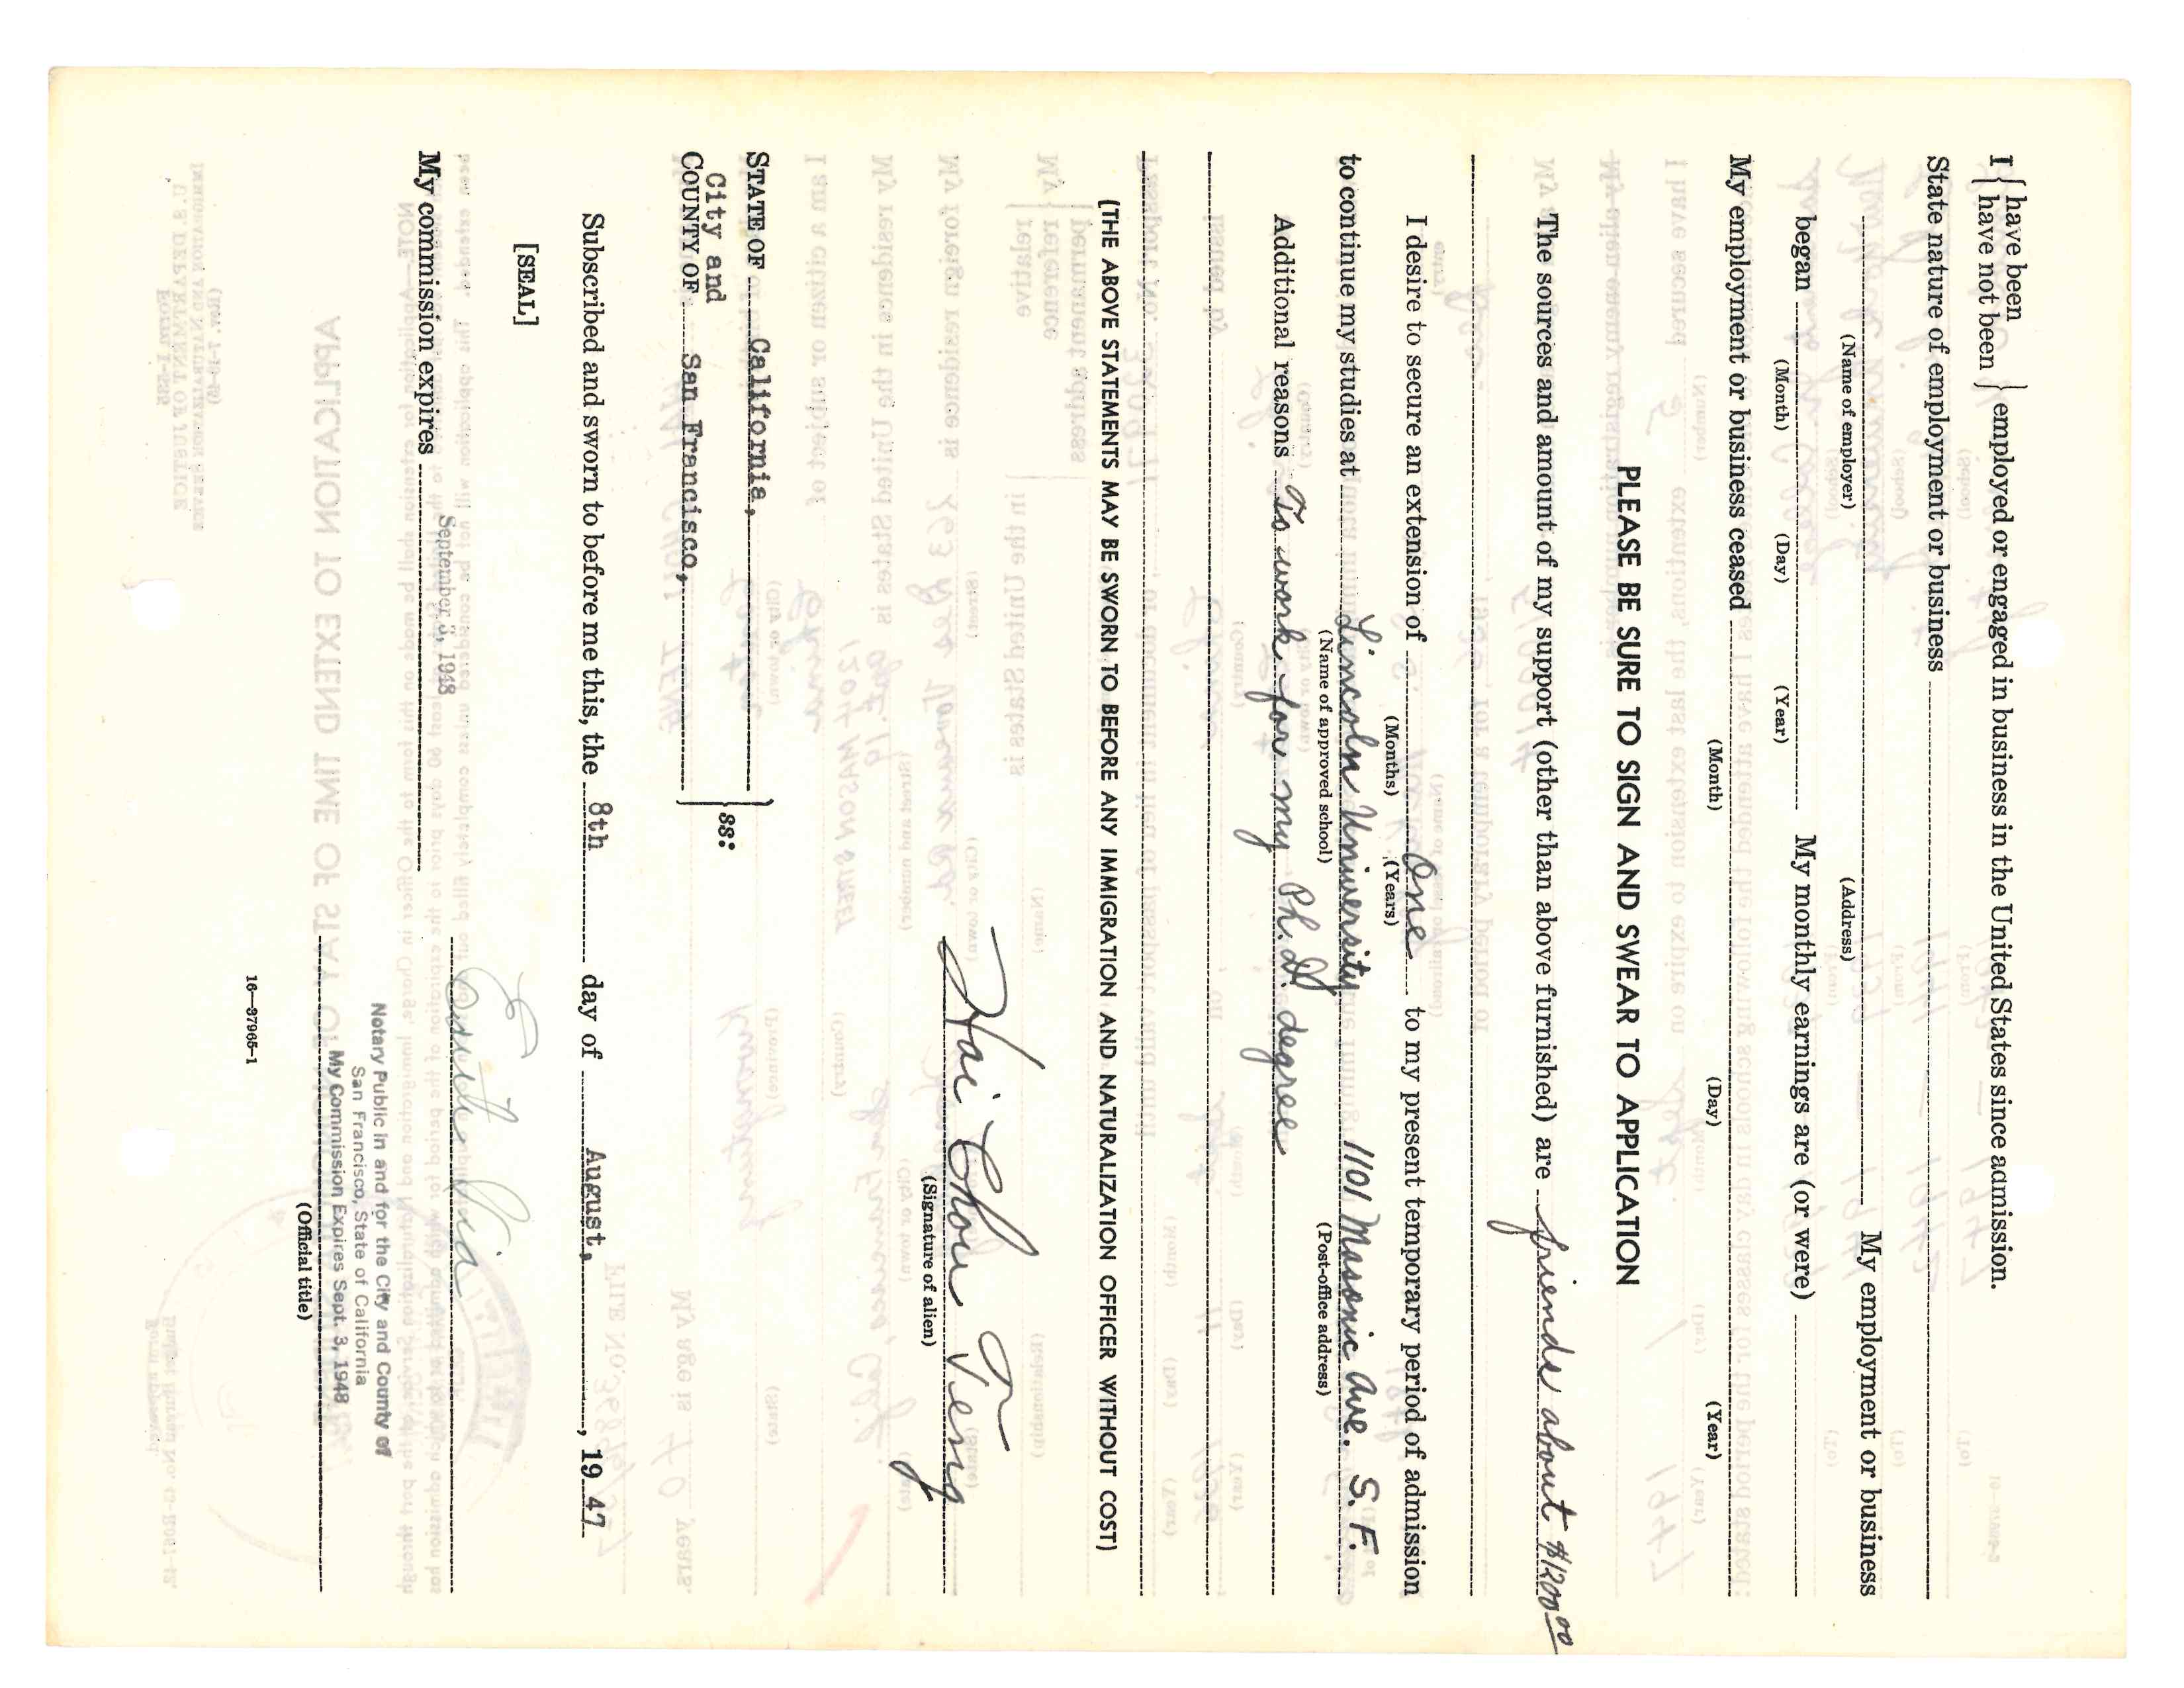 I { have been
have not been } employed or engaged in business in the United States since admission.
State nature of employment or business
My employment or business
(Name of employer) (Address)
began My monthly earnings are (or were)
(Month) (Day) (Year)
My employment or business ceased
(Month) (Day) (Year)
PLEASE BE SURE TO SIGN AND SWEAR TO APPLICATION
The sources and amount of my support (other than above furnished) are friends about $1200.00
I desire to secure an extension of One to my present temporary period of admission
(Months) (Years)
to continue my studies at Lincoln University 1101 Masonic Ave. S. F.
(Name of approved school) (Post-office address)
Additional reasons To work for my Ph. D. degree
(THE ABOVE STATEMENTS MAY BE SWORN TO BEFORE ANY IMMIGRATION AND NATURALIZATION OFFICER WITHOUT COST)
Hai Chou Teng
(Signature of alien)
STATE OF California,
ss:
City and
COUNTY OF San Francisco,
Subscribed and sworn to before me this, the 8th day of August, , 19 47
[SEAL]
My commission expires September 3, 1948
Notary Public in and for the City and County of
San Francisco, State of California
My Commission Expires Sept. 3, 1948
(Official title)
16—37965-1